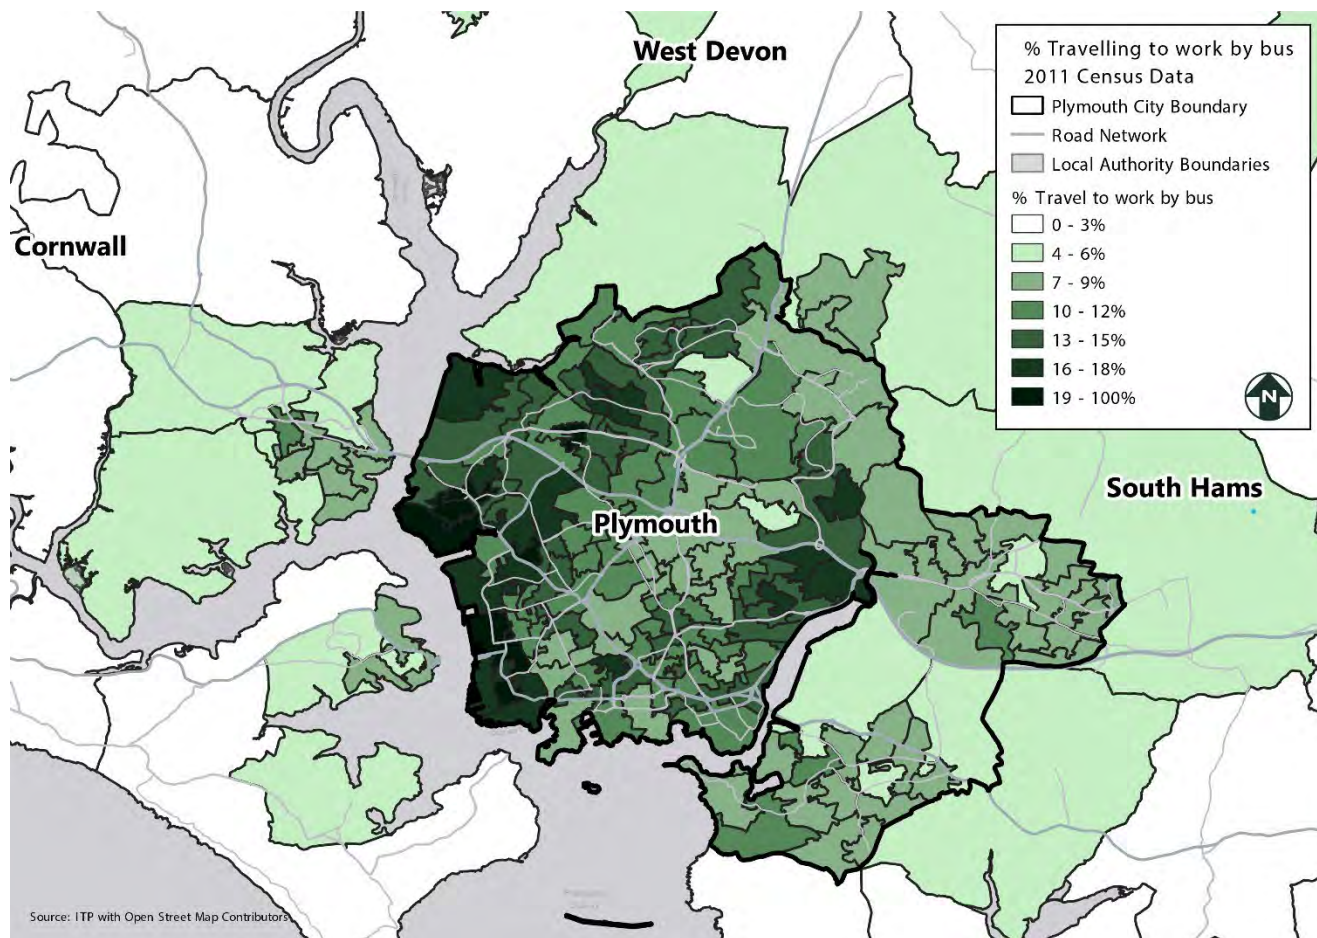 West Devon
Cornwall
Plymouth
South Hams
% Travelling to work by bus
2011 Census Data
Plymouth City Boundary
Road Network
Local Authority Boundaries
% Travel to work by bus
0 - 3%
4 - 6%
7 - 9%
10 - 12%
13 - 15%
16 - 18%
19 - 100%
N
Source: ITP with Open Street Map Contributors